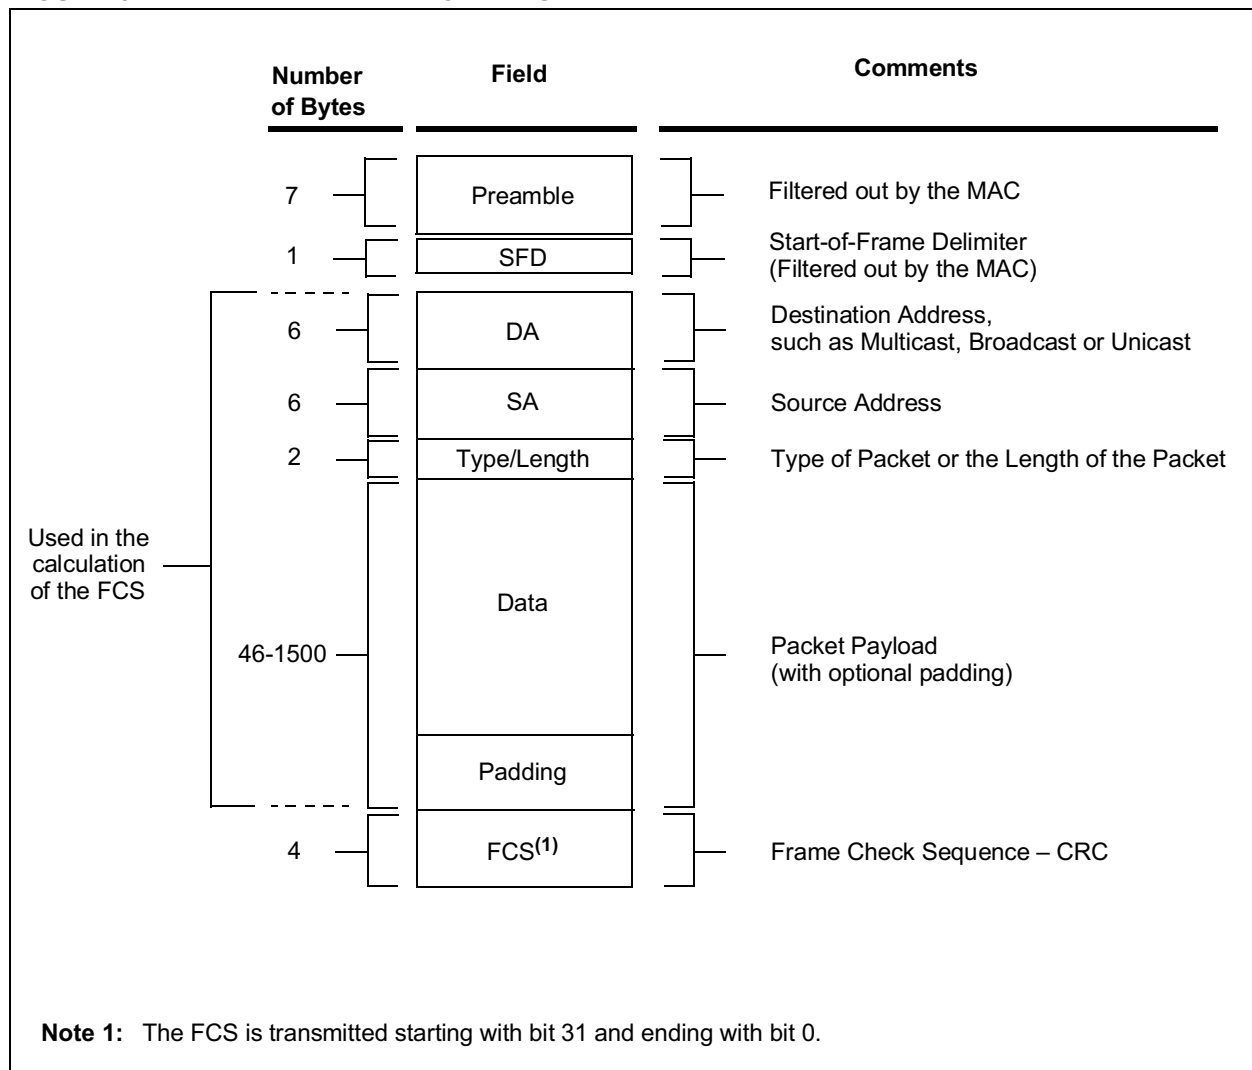 Number
of Bytes
Field
Comments
7
Preamble
Filtered out by the MAC
1
SFD
Start-of-Frame Delimiter
(Filtered out by the MAC)
6
DA
Destination Address,
such as Multicast, Broadcast or Unicast
6
SA
Source Address
2
Type/Length
Type of Packet or the Length of the Packet
Used in the
calculation
of the FCS
Data
46-1500
Packet Payload
(with optional padding)
Padding
4
FCS(1)
Frame Check Sequence – CRC
Note 1: The FCS is transmitted starting with bit 31 and ending with bit 0.